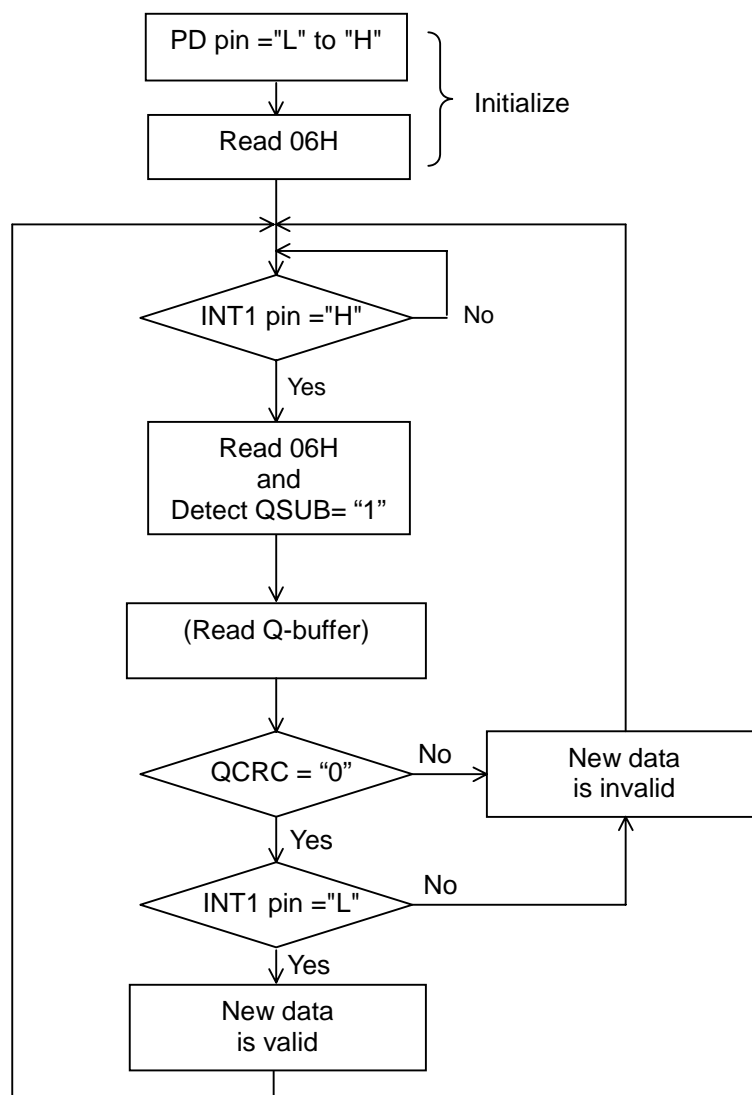 PD pin ="L" to "H"
Initialize
Read 06H
INT1 pin ="H"
No
Yes
Read 06H
and
Detect QSUB= “1”
(Read Q-buffer)
QCRC = “0”
No
New data
is invalid
Yes
INT1 pin ="L"
No
Yes
New data
is valid